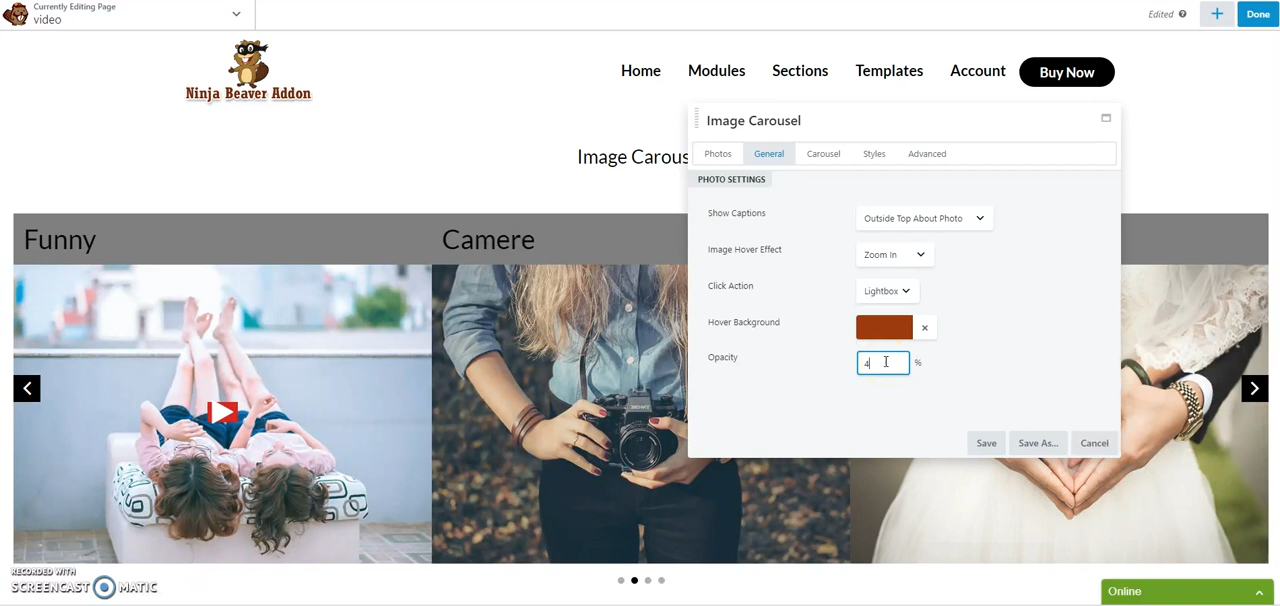 Currently Editing Page
video
Edited
Done
Ninja Beaver Addon
Home Modules Sections Templates Account Buy Now
Image Carous
Image Carousel
Photos General Carousel Styles Advanced
PHOTO SETTINGS
Show Captions Outside Top About Photo
Image Hover Effect Zoom In
Click Action Lightbox
Hover Background ×
Opacity 4 %
Save Save As... Cancel
Funny
Camere
RECORDED WITH
SCREENCAST MATIC
Online